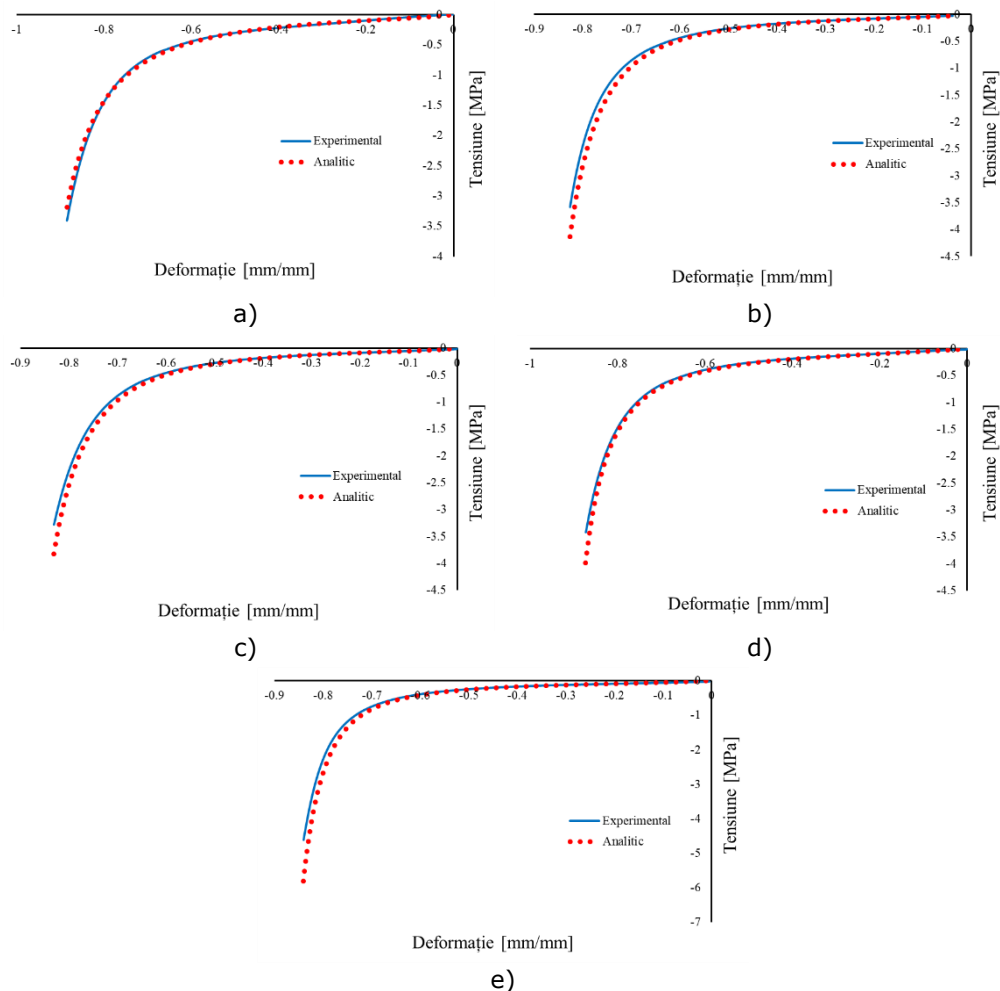 -1 -0.8 -0.6 -0.4 -0.2 0
0
-0.5
-1
-1.5
-2
-2.5
-3
-3.5
-4
Tensiune [MPa]
Experimental
Analitic
Deformație [mm/mm]
a)
-0.9 -0.8 -0.7 -0.6 -0.5 -0.4 -0.3 -0.2 -0.1 0
0
-0.5
-1
-1.5
-2
-2.5
-3
-3.5
-4
-4.5
Tensiune [MPa]
Experimental
Analitic
Deformație [mm/mm]
b)
-0.9 -0.8 -0.7 -0.6 -0.5 -0.4 -0.3 -0.2 -0.1 0
0
-0.5
-1
-1.5
-2
-2.5
-3
-3.5
-4
-4.5
Tensiune [MPa]
Experimental
Analitic
Deformație [mm/mm]
c)
-1 -0.8 -0.6 -0.4 -0.2 0
0
-0.5
-1
-1.5
-2
-2.5
-3
-3.5
-4
-4.5
Tensiune [MPa]
Experimental
Analitic
Deformație [mm/mm]
d)
-0.9 -0.8 -0.7 -0.6 -0.5 -0.4 -0.3 -0.2 -0.1 0
0
-1
-2
-3
-4
-5
-6
-7
Tensiune [MPa]
Experimental
Analitic
Deformație [mm/mm]
e)